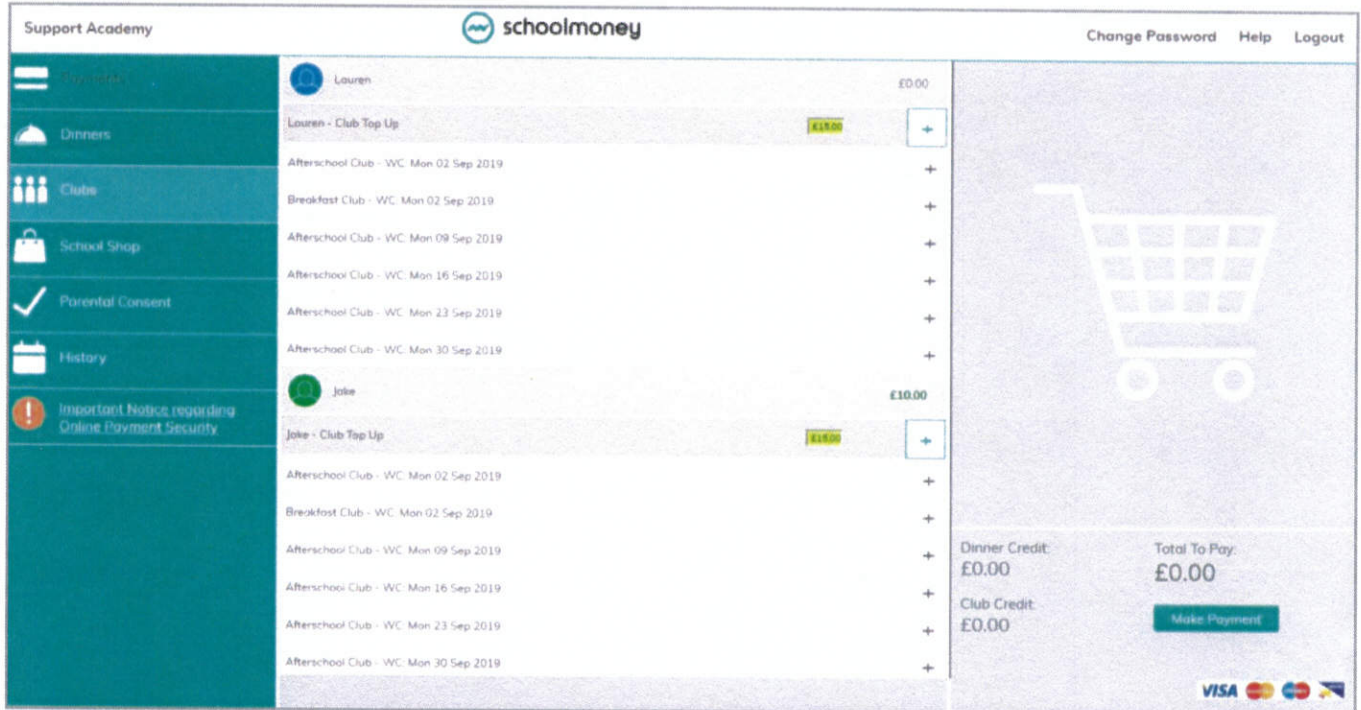 Support Academy
schoolmoney
Change Password Help Logout
Payments
Dinners
Clubs
School Shop
Parental Consent
History
Important Notice regarding
Online Payment Security
Lauren £0.00
Lauren - Club Top Up £15.00 +
Afterschool Club - WC: Mon 02 Sep 2019 +
Breakfast Club - WC: Mon 02 Sep 2019 +
Afterschool Club - WC: Mon 09 Sep 2019 +
Afterschool Club - WC: Mon 16 Sep 2019 +
Afterschool Club - WC: Mon 23 Sep 2019 +
Afterschool Club - WC: Mon 30 Sep 2019 +
Jake £10.00
Jake - Club Top Up £15.00 +
Afterschool Club - WC: Mon 02 Sep 2019 +
Breakfast Club - WC: Mon 02 Sep 2019 +
Afterschool Club - WC: Mon 09 Sep 2019 +
Afterschool Club - WC: Mon 16 Sep 2019 +
Afterschool Club - WC: Mon 23 Sep 2019 +
Afterschool Club - WC: Mon 30 Sep 2019 +
Dinner Credit:
£0.00
Club Credit:
£0.00
Total To Pay:
£0.00
Make Payment
VISA